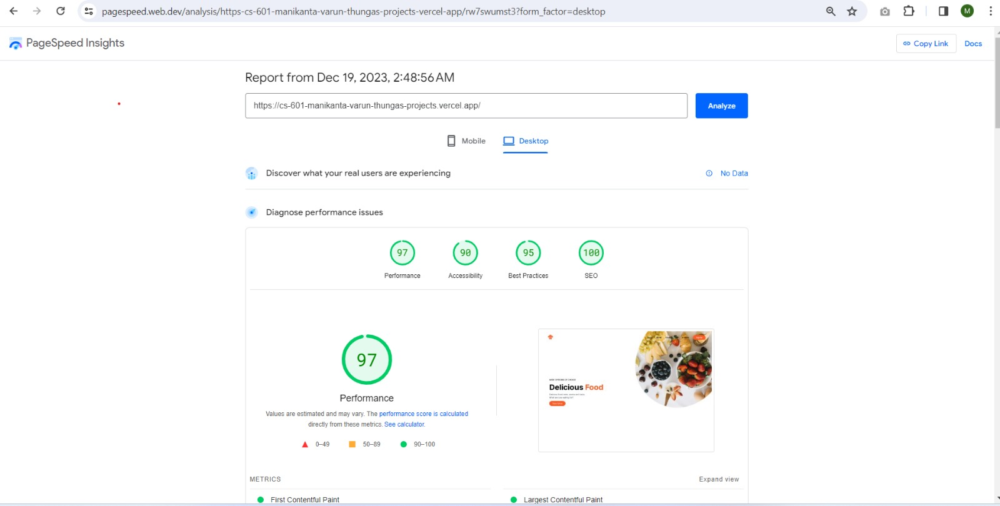 pagespeed.web.dev/analysis/https-cs-601-manikanta-varun-thungas-projects-vercel-app/rw7swumst3?form_factor=desktop
M
PageSpeed Insights
Copy Link
Docs
Report from Dec 19, 2023, 2:48:56 AM
https://cs-601-manikanta-varun-thungas-projects.vercel.app/
Analyze
Mobile
Desktop
Discover what your real users are experiencing
No Data
Diagnose performance issues
97
90
95
100
Performance
Accessibility
Best Practices
SEO
97
Performance
Values are estimated and may vary. The performance score is calculated
directly from these metrics. See calculator.
0–49
50–89
90–100
Delicious Food
METRICS
Expand view
First Contentful Paint
Largest Contentful Paint